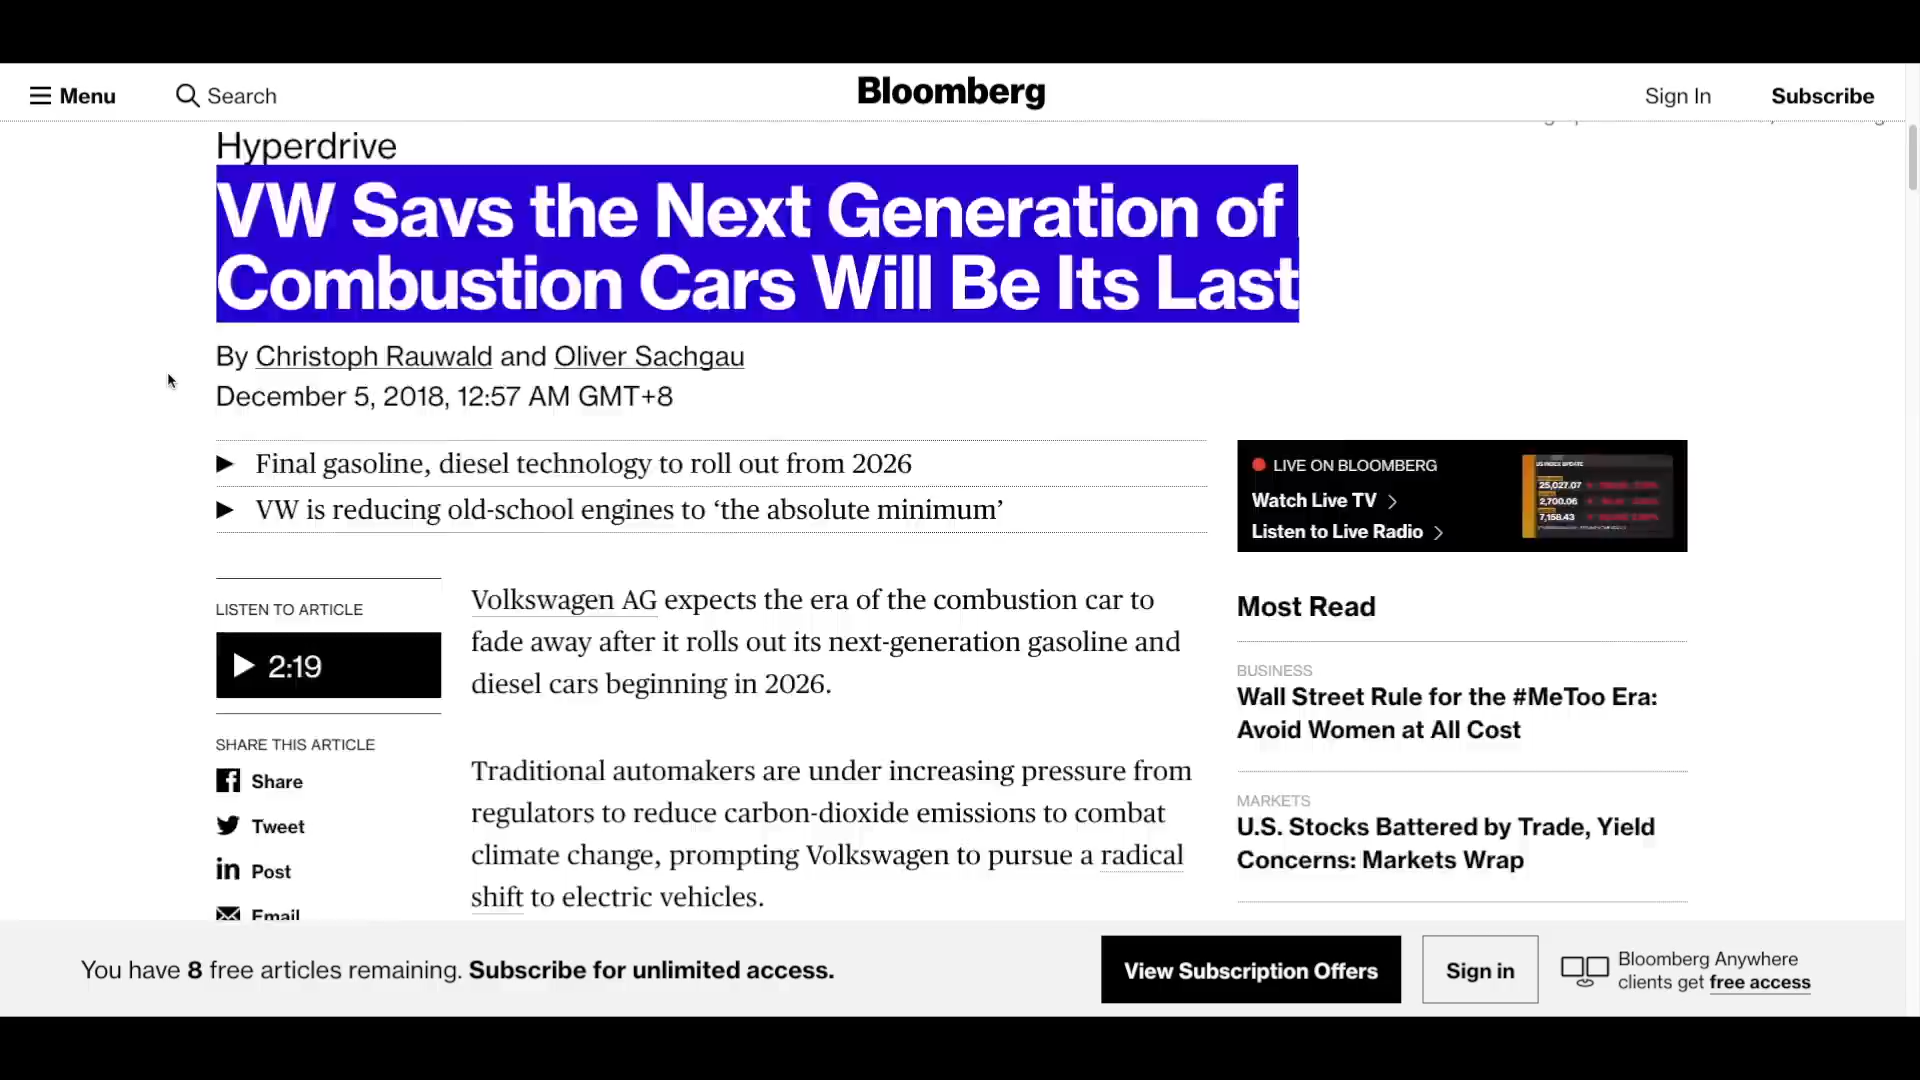 Menu
Search
Bloomberg
Sign In
Subscribe
Hyperdrive
VW Says the Next Generation of
Combustion Cars Will Be Its Last
By Christoph Rauwald and Oliver Sachgau
December 5, 2018, 12:57 AM GMT+8
► Final gasoline, diesel technology to roll out from 2026
► VW is reducing old-school engines to ‘the absolute minimum’
LISTEN TO ARTICLE
2:19
SHARE THIS ARTICLE
Share
Tweet
Post
Email
Volkswagen AG expects the era of the combustion car to
fade away after it rolls out its next-generation gasoline and
diesel cars beginning in 2026.
Traditional automakers are under increasing pressure from
regulators to reduce carbon-dioxide emissions to combat
climate change, prompting Volkswagen to pursue a radical
shift to electric vehicles.
LIVE ON BLOOMBERG
Watch Live TV
Listen to Live Radio
25,027.07
2,700.06
7,158.43
Most Read
BUSINESS
Wall Street Rule for the #MeToo Era:
Avoid Women at All Cost
MARKETS
U.S. Stocks Battered by Trade, Yield
Concerns: Markets Wrap
You have 8 free articles remaining. Subscribe for unlimited access.
View Subscription Offers
Sign in
Bloomberg Anywhere
clients get free access